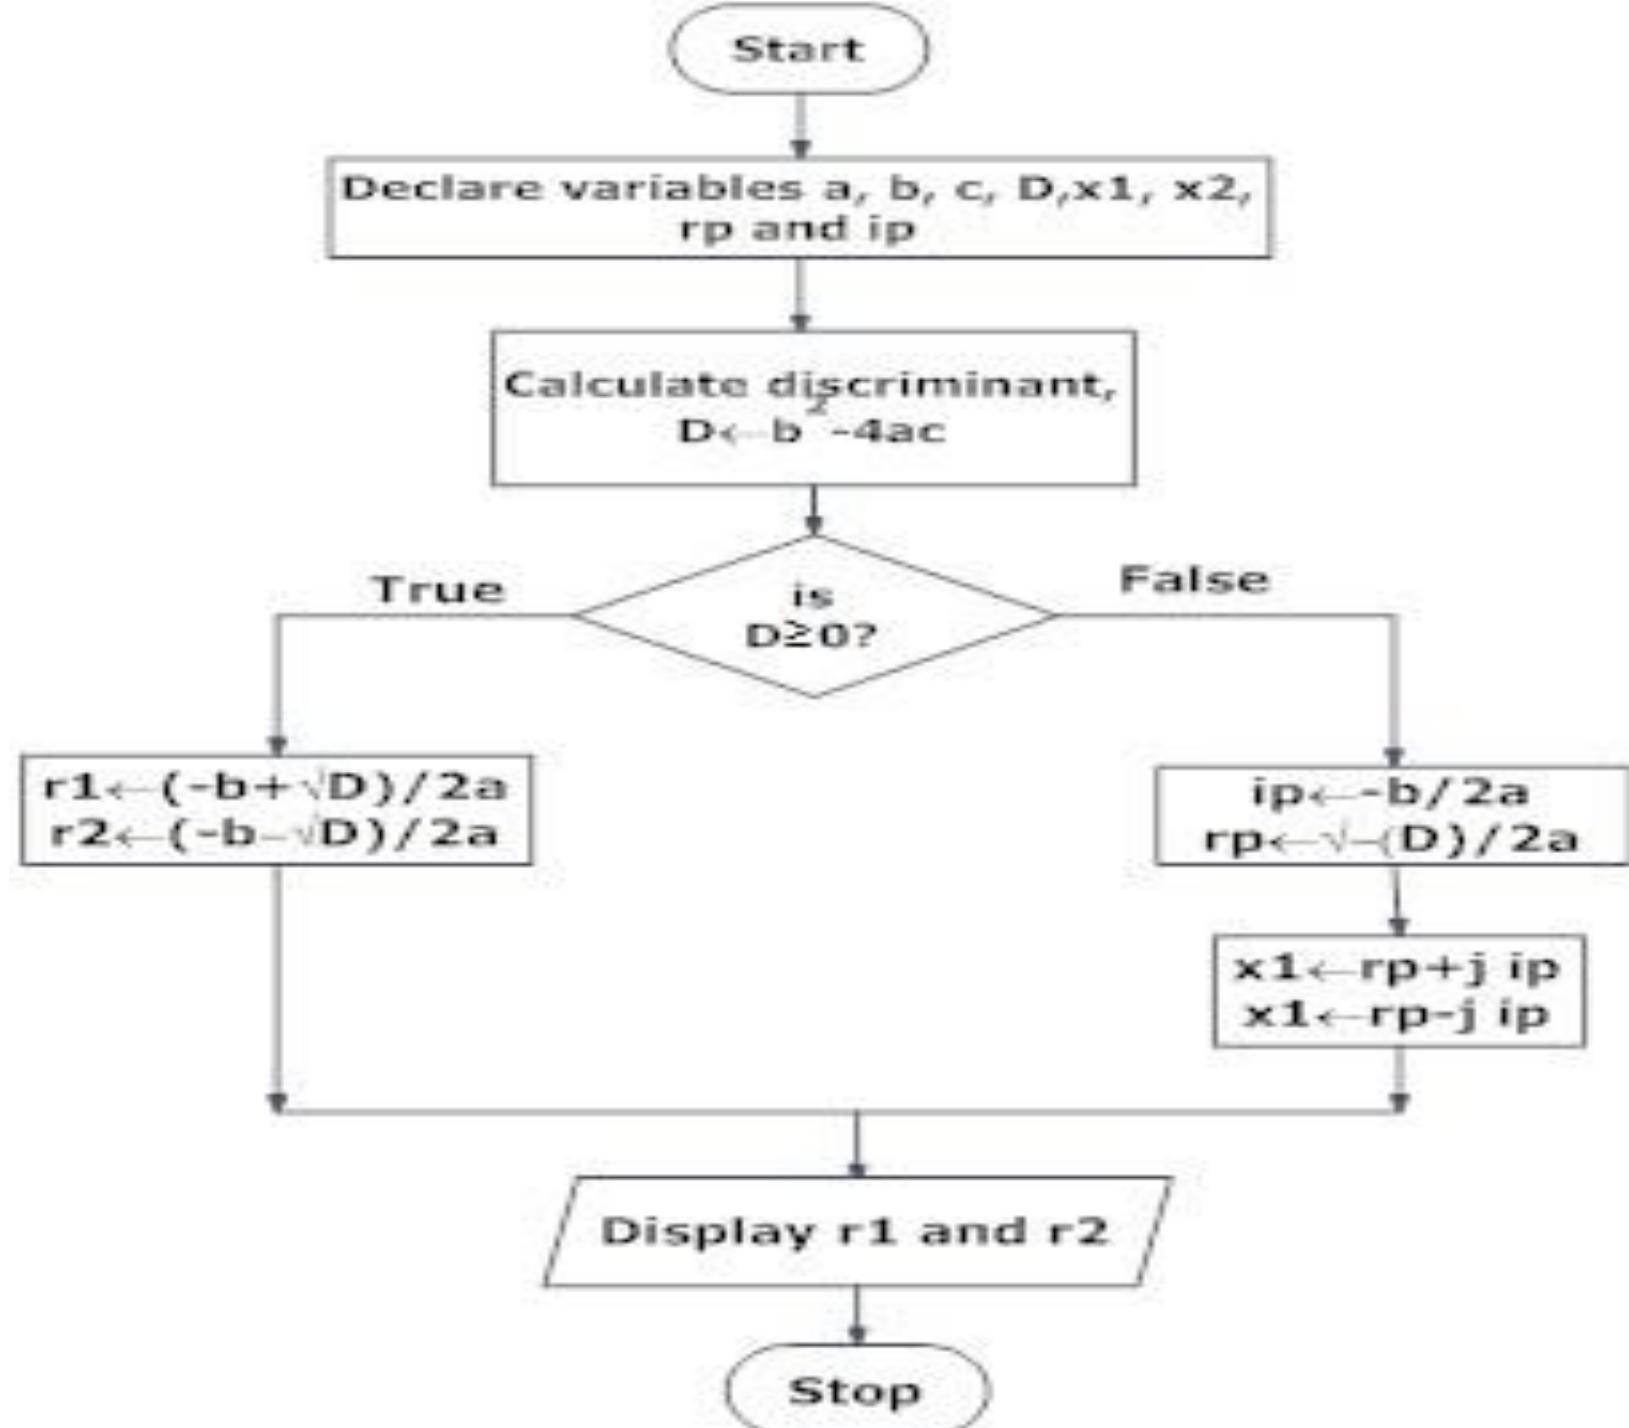 Start
Declare variables a, b, c, D,x1, x2,
rp and ip
Calculate discriminant,
D←b²-4ac
is
D≥0?
True
False
r1←(-b+√D)/2a
r2←(-b-√D)/2a
ip←-b/2a
rp←√-(D)/2a
x1←rp+j ip
x1←rp-j ip
Display r1 and r2
Stop